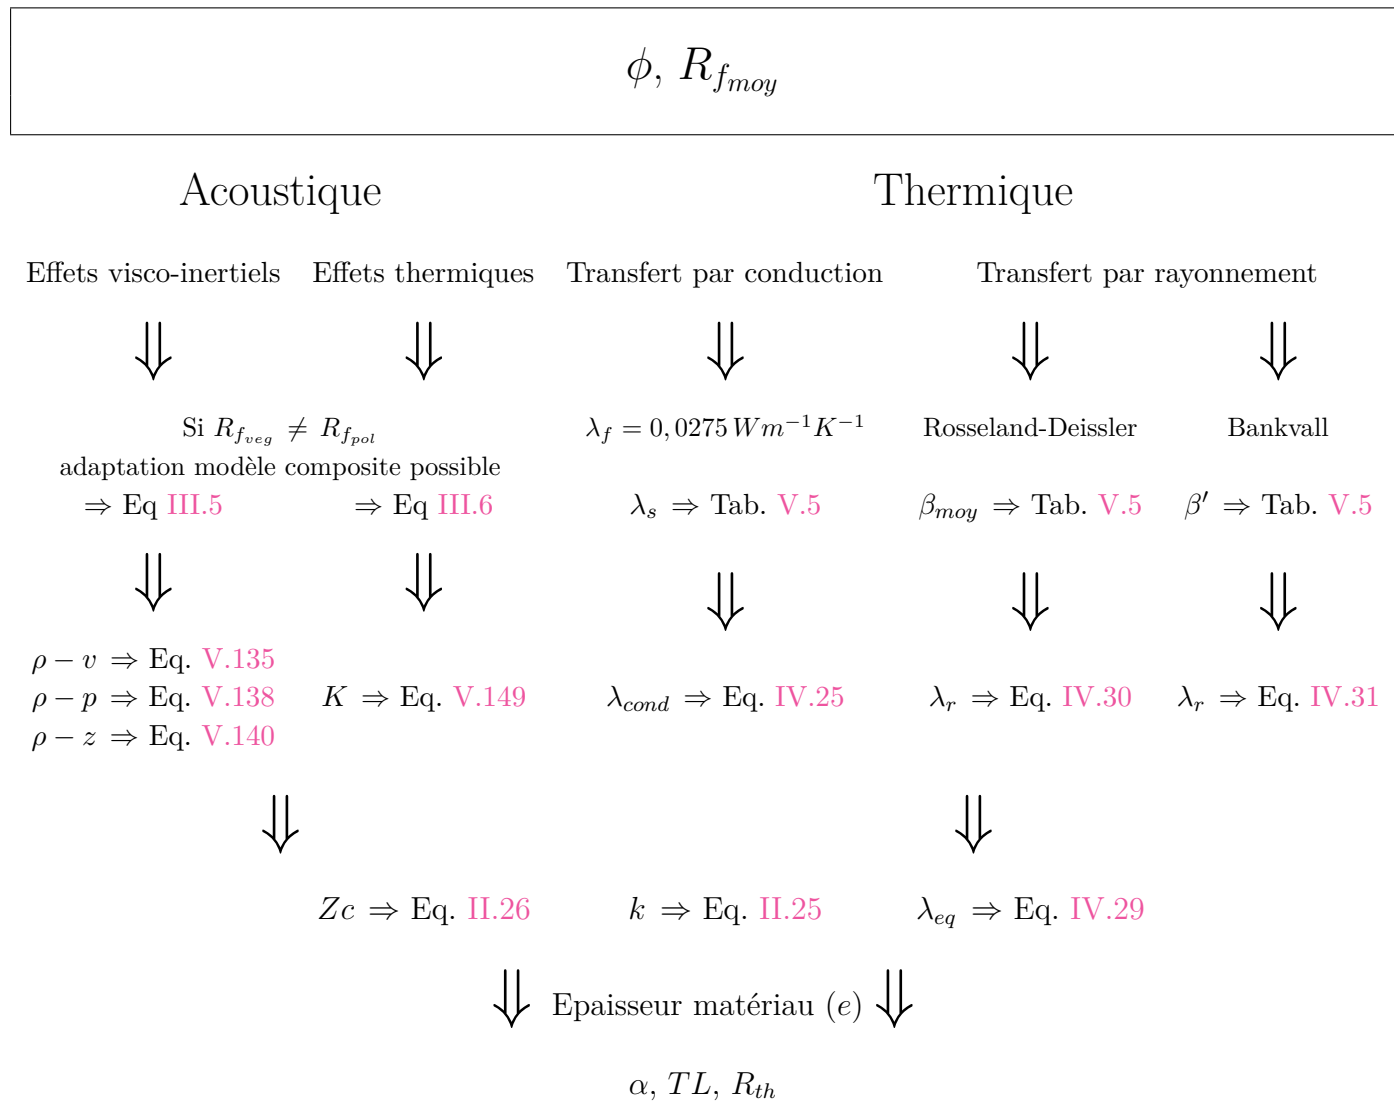 ϕ, R_{f_{moy}}
Acoustique Thermique
Effets visco-inertiels Effets thermiques Transfert par conduction Transfert par rayonnement
⇓ ⇓ ⇓ ⇓ ⇓
Si R_{f_{veg}} ≠ R_{f_{pol}} λ_f = 0,0275 Wm^{-1}K^{-1} Rosseland-Deissler Bankvall
adaptation modèle composite possible
⇒ Eq III.5 ⇒ Eq III.6 λ_s ⇒ Tab. V.5 β_{moy} ⇒ Tab. V.5 β′ ⇒ Tab. V.5
⇓ ⇓ ⇓ ⇓ ⇓
ρ − v ⇒ Eq. V.135
ρ − p ⇒ Eq. V.138 K ⇒ Eq. V.149 λ_{cond} ⇒ Eq. IV.25 λ_r ⇒ Eq. IV.30 λ_r ⇒ Eq. IV.31
ρ − z ⇒ Eq. V.140
⇓ ⇓
Zc ⇒ Eq. II.26 k ⇒ Eq. II.25 λ_{eq} ⇒ Eq. IV.29
⇓ Epaisseur matériau (e) ⇓
α, TL, R_{th}